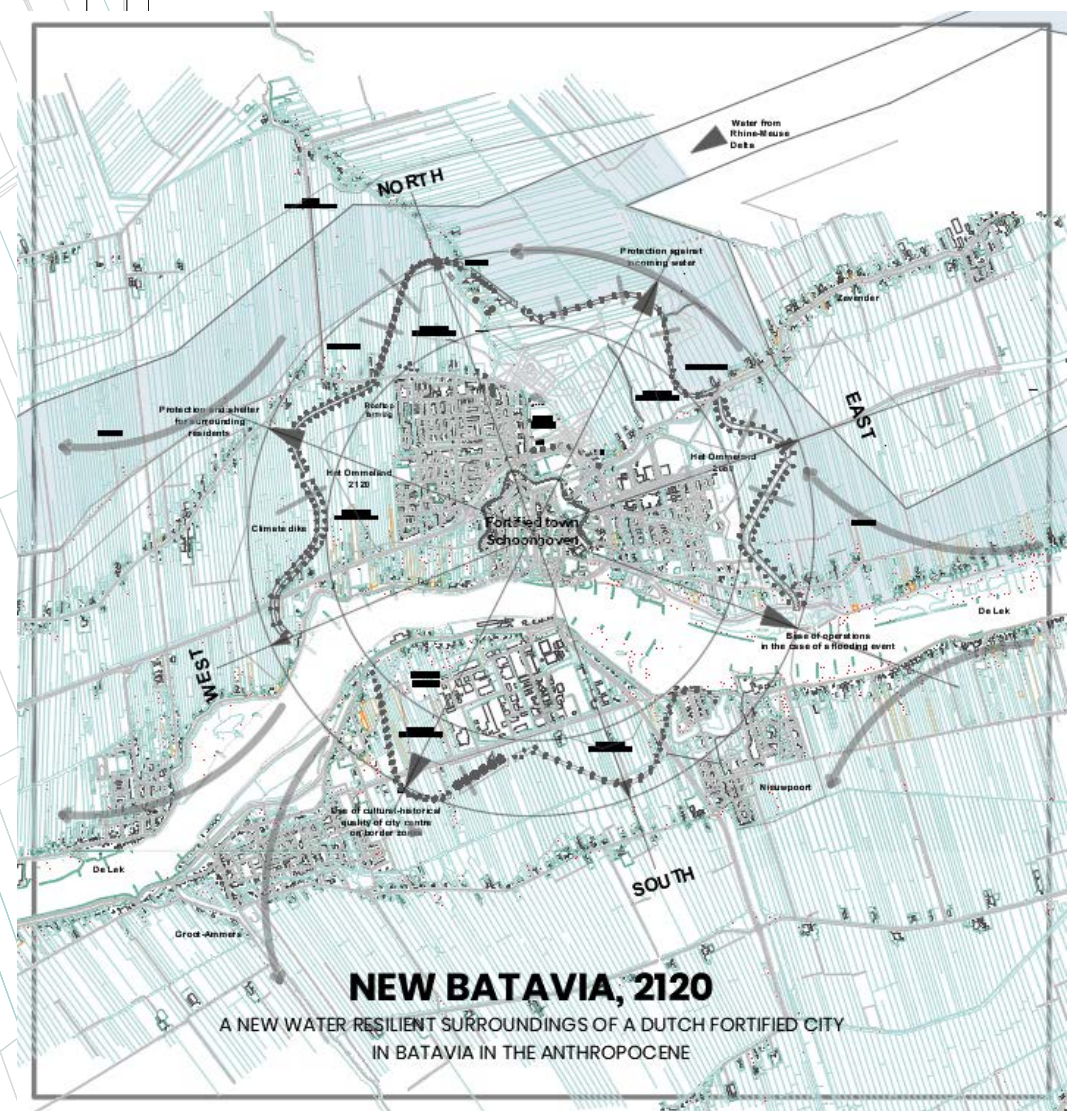 Water from
Rhine-Meuse
Delta
NORTH
Protection against
incoming water
Zevender
EAST
Protection and shelter
for surrounding
residents
Rooftop
farming
Het Ommeland
2120
Het Ommeland
Climate dike
Fortified town
Schoonhoven
De Lek
Base of operations
in the case of a flooding event
WEST
Nieuwpoort
Use of cultural-historical
quality of city centre
on border zones
De Lek
SOUTH
Groot-Ammers
NEW BATAVIA, 2120
A NEW WATER RESILIENT SURROUNDINGS OF A DUTCH FORTIFIED CITY
IN BATAVIA IN THE ANTHROPOCENE